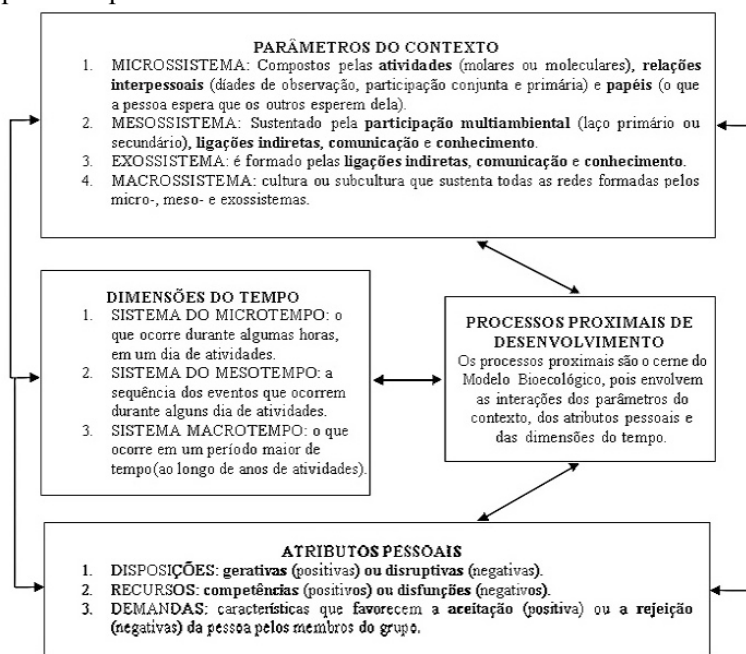 PARÂMETROS DO CONTEXTO
1. MICROSSISTEMA: Compostos pelas atividades (molares ou moleculares), relações
interpessoais (díades de observação, participação conjunta e primária) e papéis (o que
a pessoa espera que os outros esperem dela).
2. MESOSSISTEMA: Sustentado pela participação multiambiental (laço primário ou
secundário), ligações indiretas, comunicação e conhecimento.
3. EXOSSISTEMA: é formado pelas ligações indiretas, comunicação e conhecimento.
4. MACROSSISTEMA: cultura ou subcultura que sustenta todas as redes formadas pelos
micro-, meso- e exossistemas.
DIMENSÕES DO TEMPO
1. SISTEMA DO MICROTEMPO: o
que ocorre durante algumas horas,
em um dia de atividades.
2. SISTEMA DO MESOTEMPO: a
sequência dos eventos que ocorrem
durante alguns dia de atividades.
3. SISTEMA MACROTEMPO: o que
ocorre em um período maior de
tempo(ao longo de anos de atividades).
PROCESSOS PROXIMAIS DE
DESENVOLVIMENTO
Os processos proximais são o cerne do
Modelo Bioecológico, pois envolvem
as interações dos parâmetros do
contexto, dos atributos pessoais e
das dimensões do tempo.
ATRIBUTOS PESSOAIS
1. DISPOSIÇÕES: gerativas (positivas) ou disruptivas (negativas).
2. RECURSOS: competências (positivos) ou disfunções (negativos).
3. DEMANDAS: características que favorecem a aceitação (positiva) ou a rejeição
(negativas) da pessoa pelos membros do grupo.